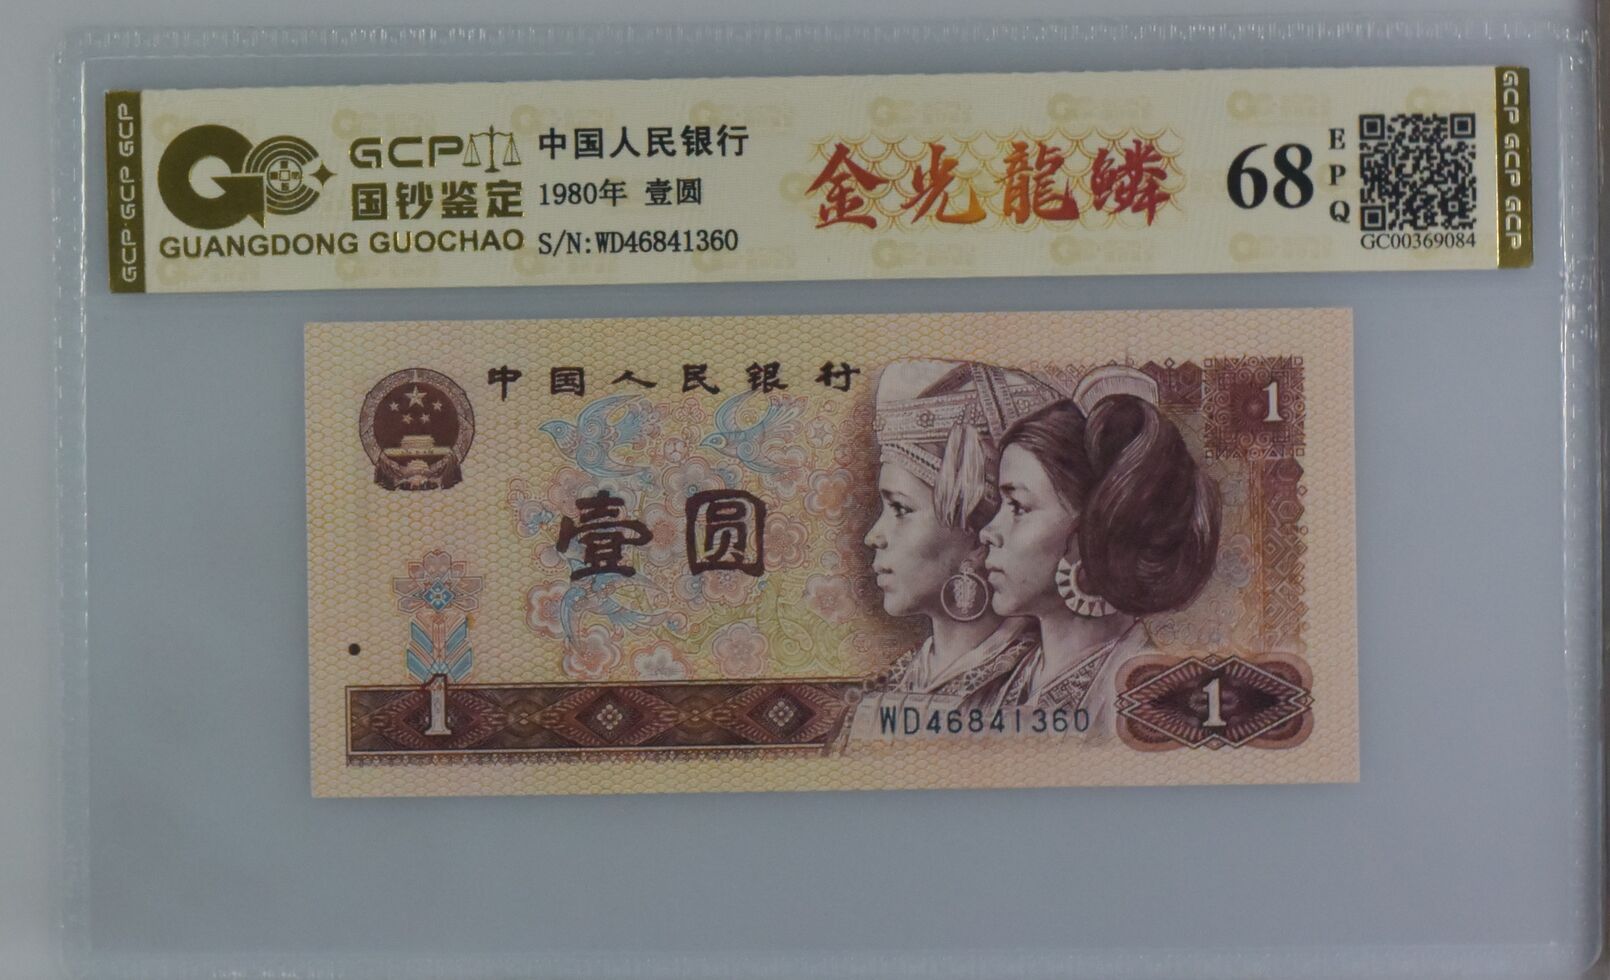 GCP GCP GCP
GCP
国钞鉴定
GUANGDONG GUOCHAO
中国人民银行
1980年 壹圆
S/N:WD46841360
金光龍鳞
68
EPQ
GC00369084
GCP GCP GCP
中国人民银行
1
壹圆
1
WD46841360
1